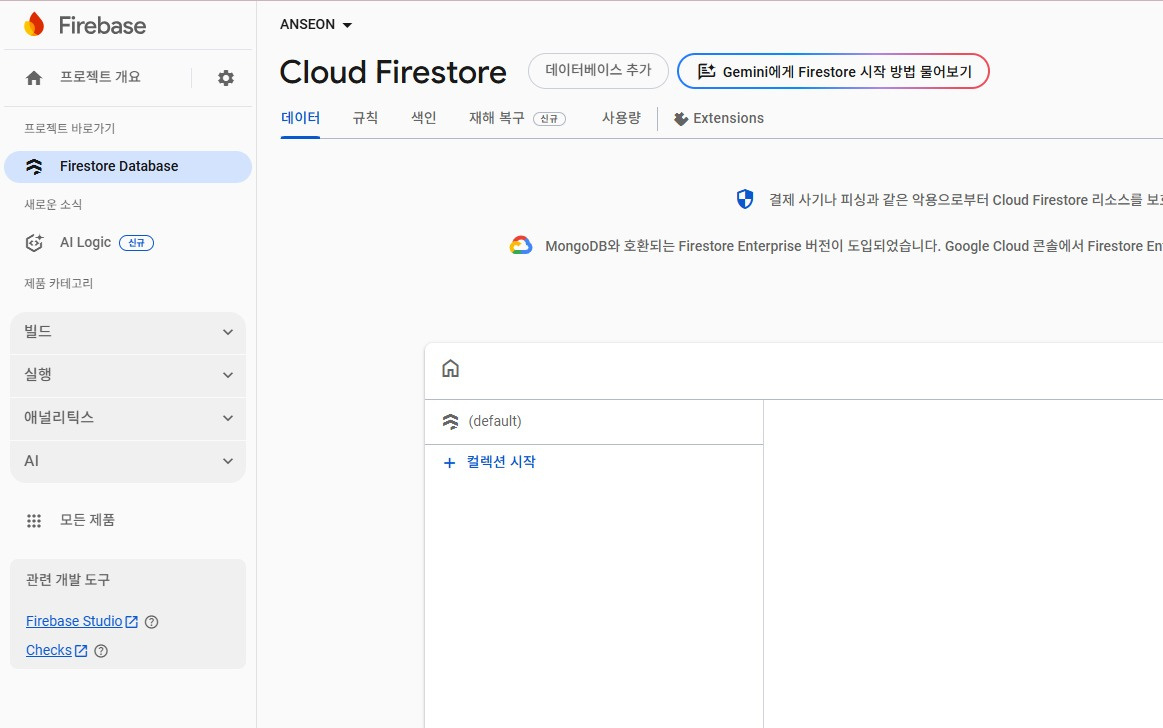 Firebase
프로젝트 개요
프로젝트 바로가기
Firestore Database
새로운 소식
AI Logic 신규
제품 카테고리
빌드
실행
애널리틱스
AI
모든 제품
관련 개발 도구
Firebase Studio
Checks
ANSEON
Cloud Firestore 데이터베이스 추가 Gemini에게 Firestore 시작 방법 물어보기
데이터 규칙 색인 재해 복구 신규 사용량 Extensions
결제 사기나 피싱과 같은 악용으로부터 Cloud Firestore 리소스를 보호
MongoDB와 호환되는 Firestore Enterprise 버전이 도입되었습니다. Google Cloud 콘솔에서 Firestore En
(default)
+ 컬렉션 시작